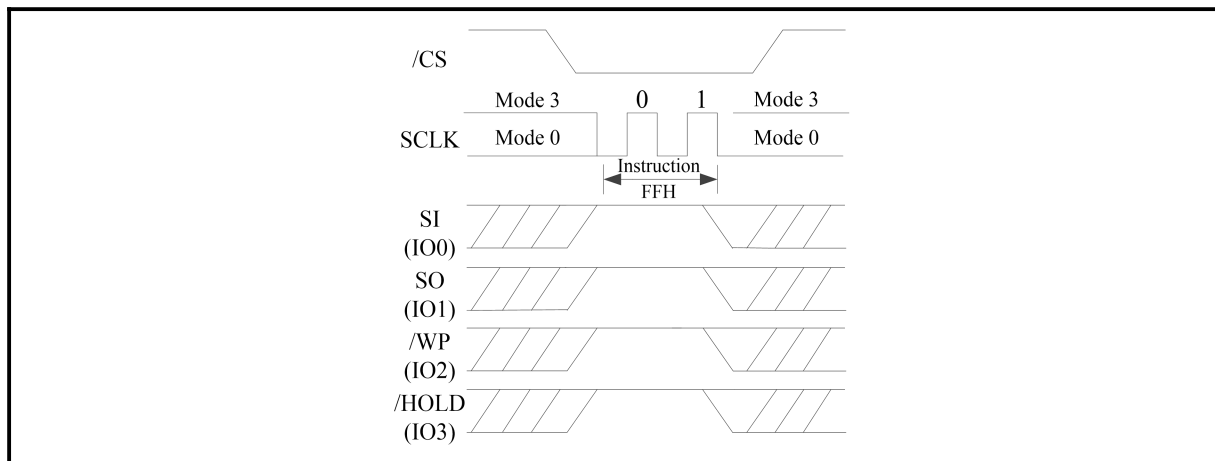 /CS
Mode 3 0 1 Mode 3
SCLK Mode 0 Mode 0
Instruction
FFH
SI
(IO0)
SO
(IO1)
/WP
(IO2)
/HOLD
(IO3)